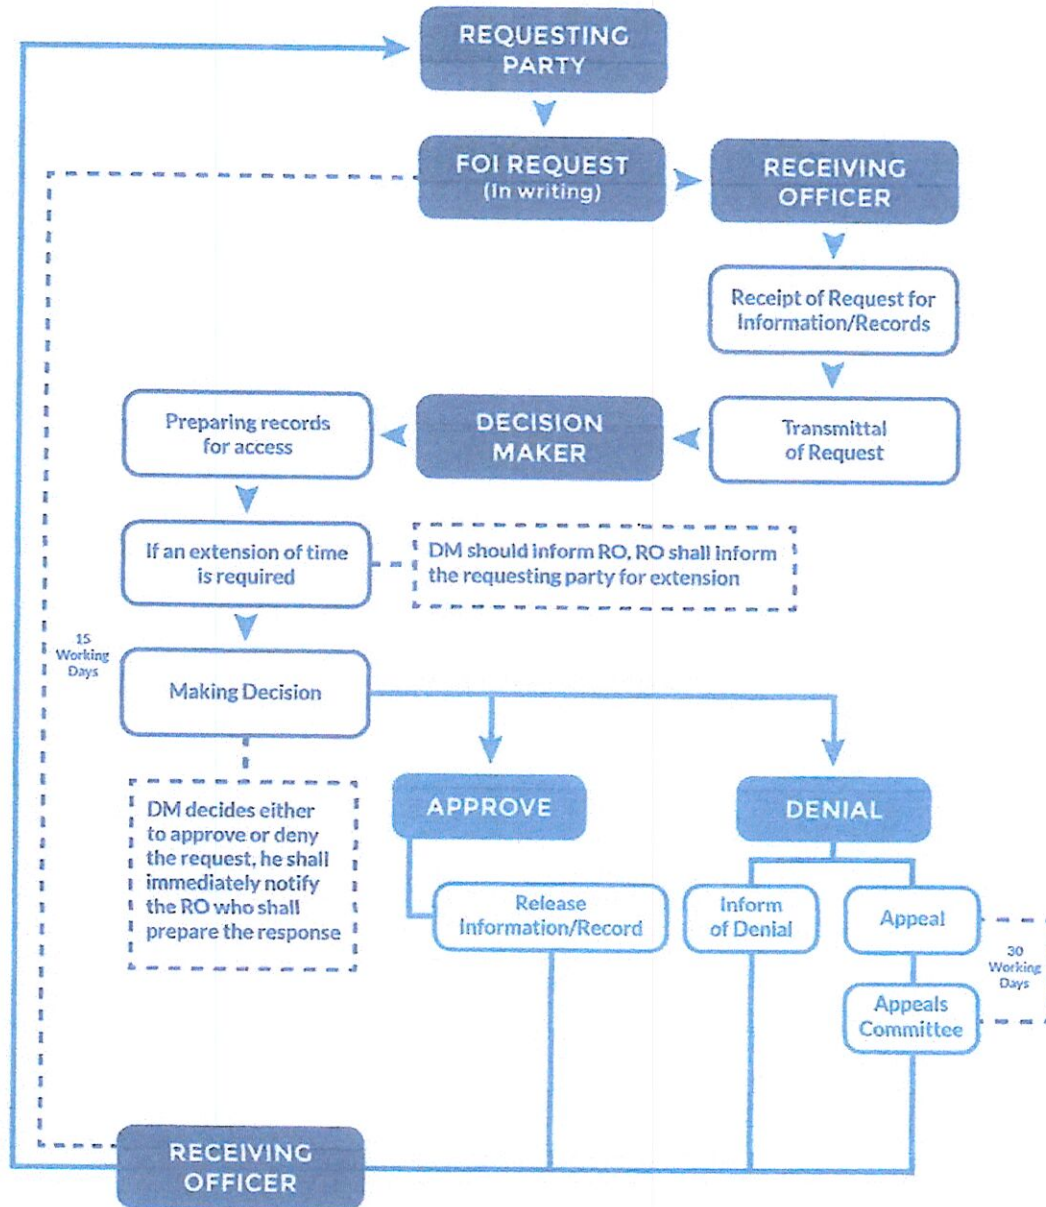 REQUESTING
PARTY
FOI REQUEST
(In writing)
RECEIVING
OFFICER
Receipt of Request for
Information/Records
Transmittal
of Request
DECISION
MAKER
Preparing records
for access
If an extension of time
is required
DM should inform RO, RO shall inform
the requesting party for extension
15
Working
Days
Making Decision
DM decides either
to approve or deny
the request, he shall
immediately notify
the RO who shall
prepare the response
APPROVE
DENIAL
Release
Information/Record
Inform
of Denial
Appeal
30
Working
Days
Appeals
Committee
RECEIVING
OFFICER